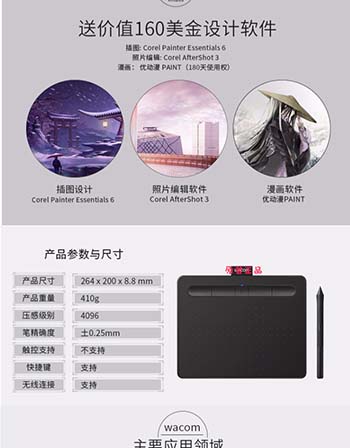 送价值160美金设计软件
插图: Corel Painter Essentials 6
照片编辑: Corel AfterShot 3
漫画： 优动漫 PAINT（180天使用权）
插图设计
Corel Painter Essentials 6
照片编辑软件
Corel AfterShot 3
漫画软件
优动漫PAINT
产品参数与尺寸
产品尺寸 264 x 200 x 8.8 mm
产品重量 410g
压感级别 4096
笔精确度 土0.25mm
触控支持 不支持
快捷键 支持
无线连接 支持
wacom
主要应用领域